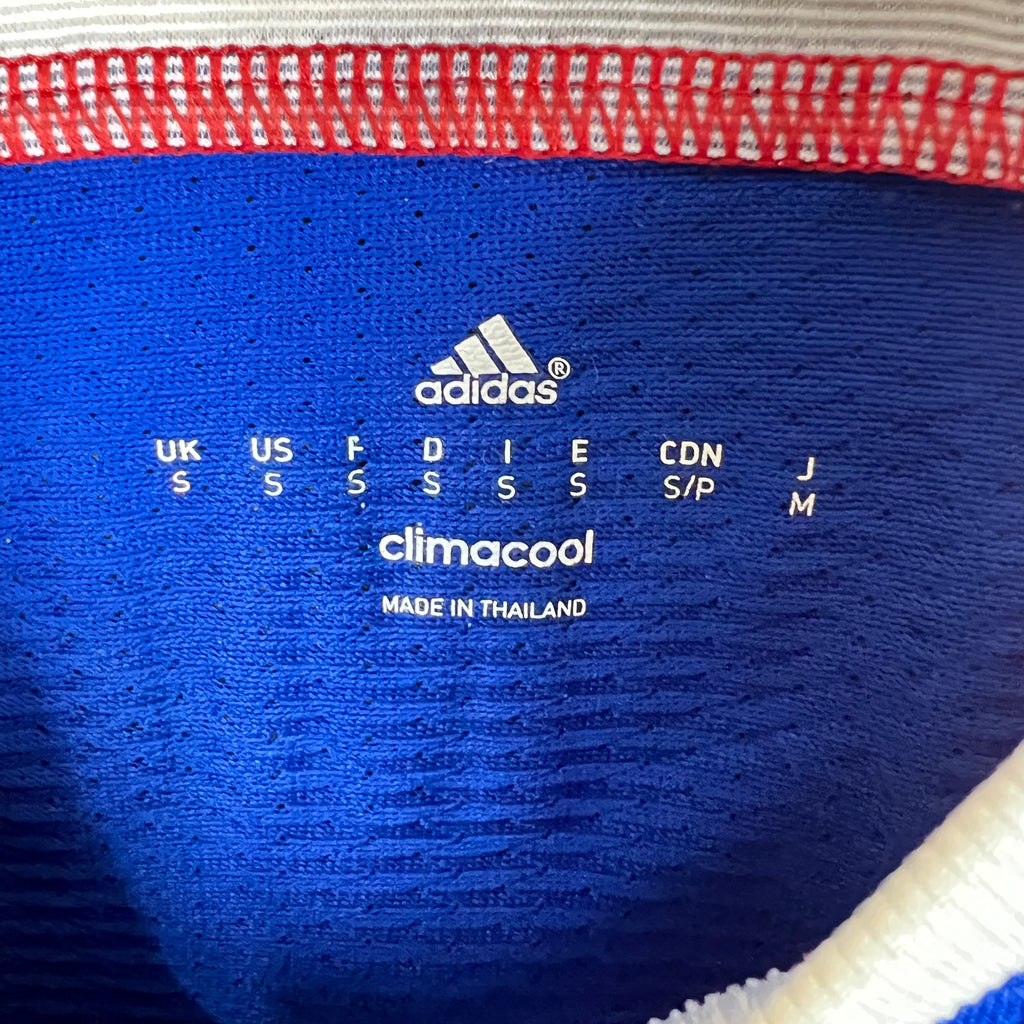 adidas®
UK US F D I E CDN J
S S S S S S S/P M
climacool
MADE IN THAILAND